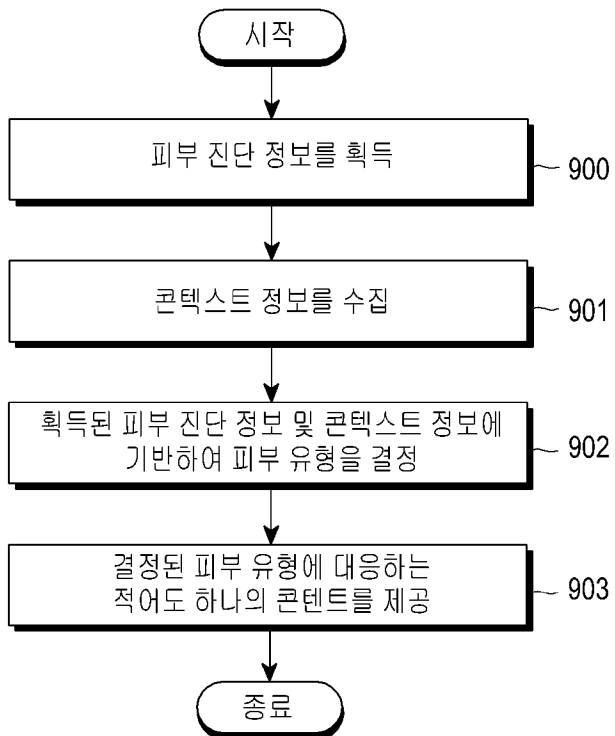 시작
피부 진단 정보를 획득
900
콘텍스트 정보를 수집
901
획득된 피부 진단 정보 및 콘텍스트 정보에
기반하여 피부 유형을 결정
902
결정된 피부 유형에 대응하는
적어도 하나의 콘텐트를 제공
903
종료